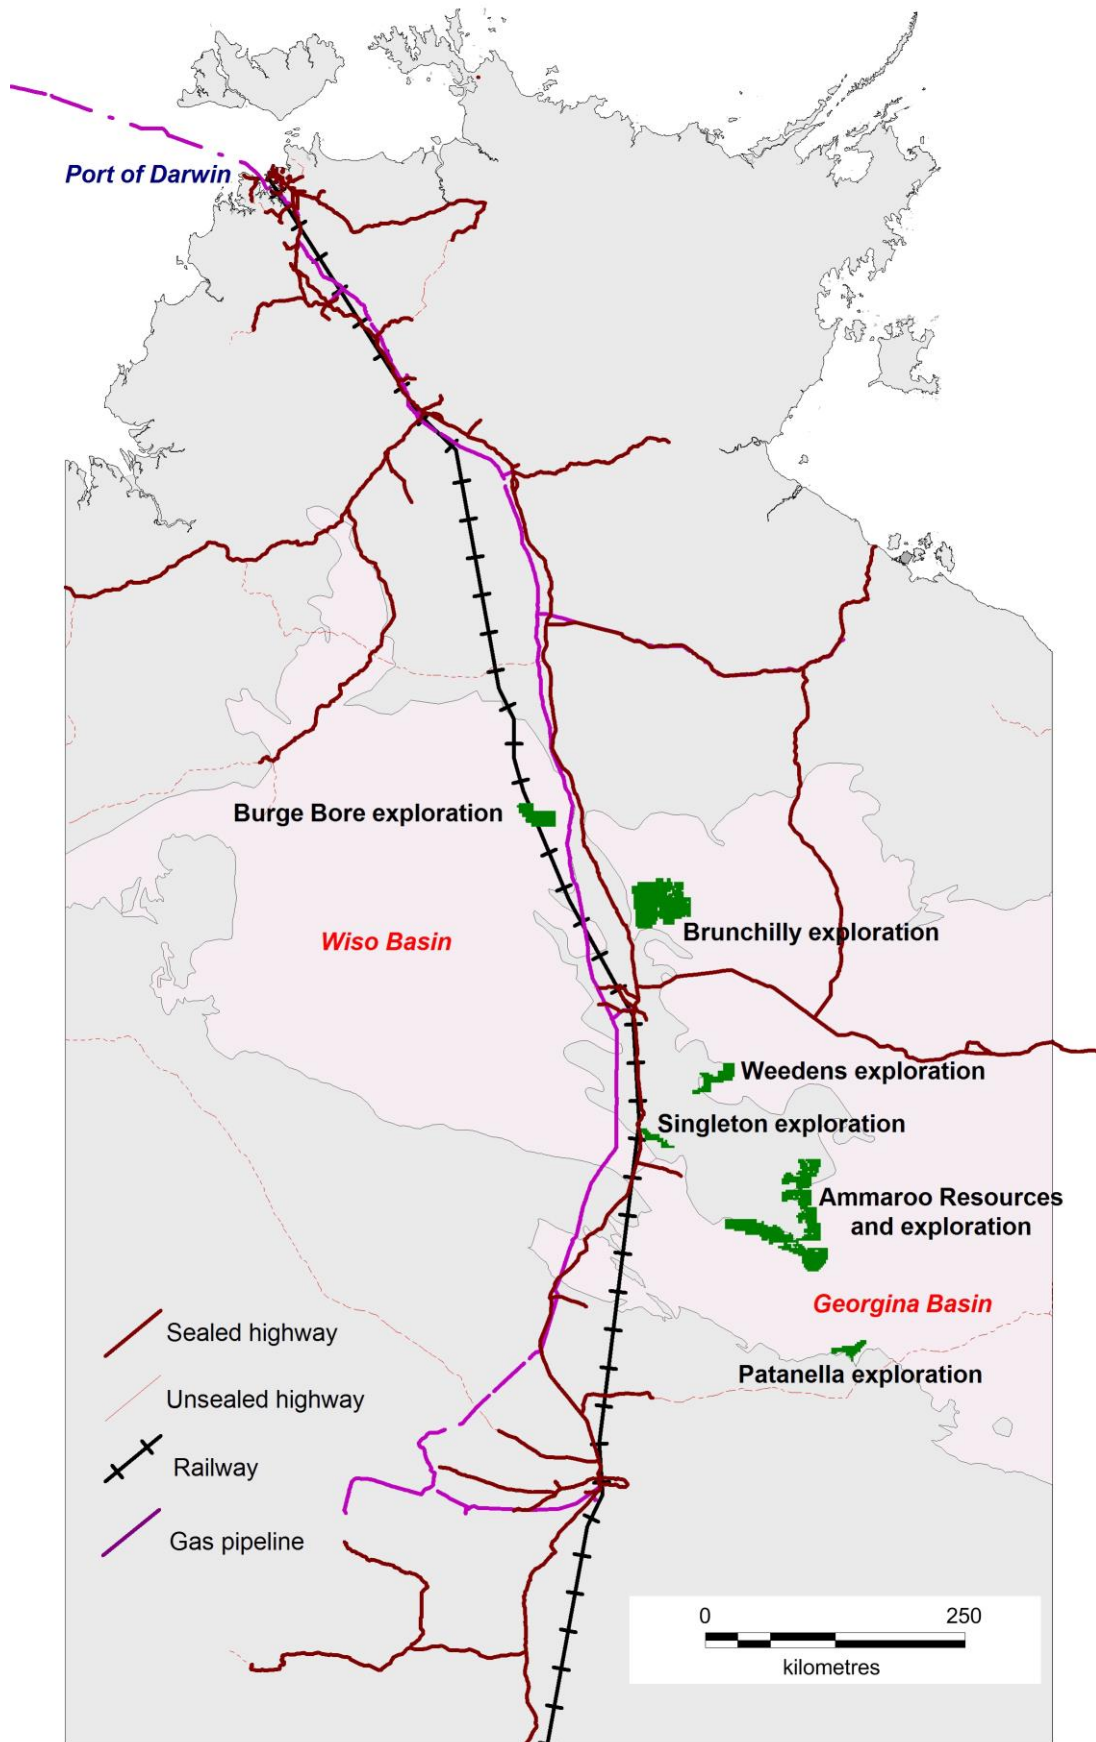 Port of Darwin
Burge Bore exploration
Brunchilly exploration
Wiso Basin
Weedens exploration
Singleton exploration
Ammaroo Resources
and exploration
Georgina Basin
Patanella exploration
Sealed highway
Unsealed highway
Railway
Gas pipeline
0 250
kilometres